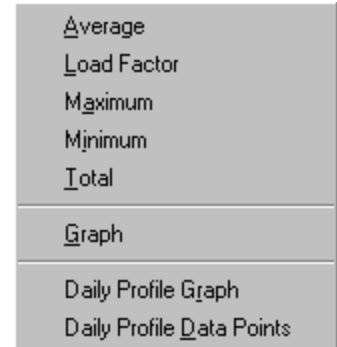 Average
Load Factor
Maximum
Minimum
Total
Graph
Daily Profile Graph
Daily Profile Data Points